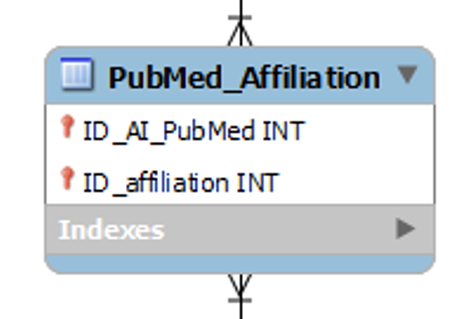 PubMed_Affiliation
ID_AI_PubMed INT
ID_affiliation INT
Indexes